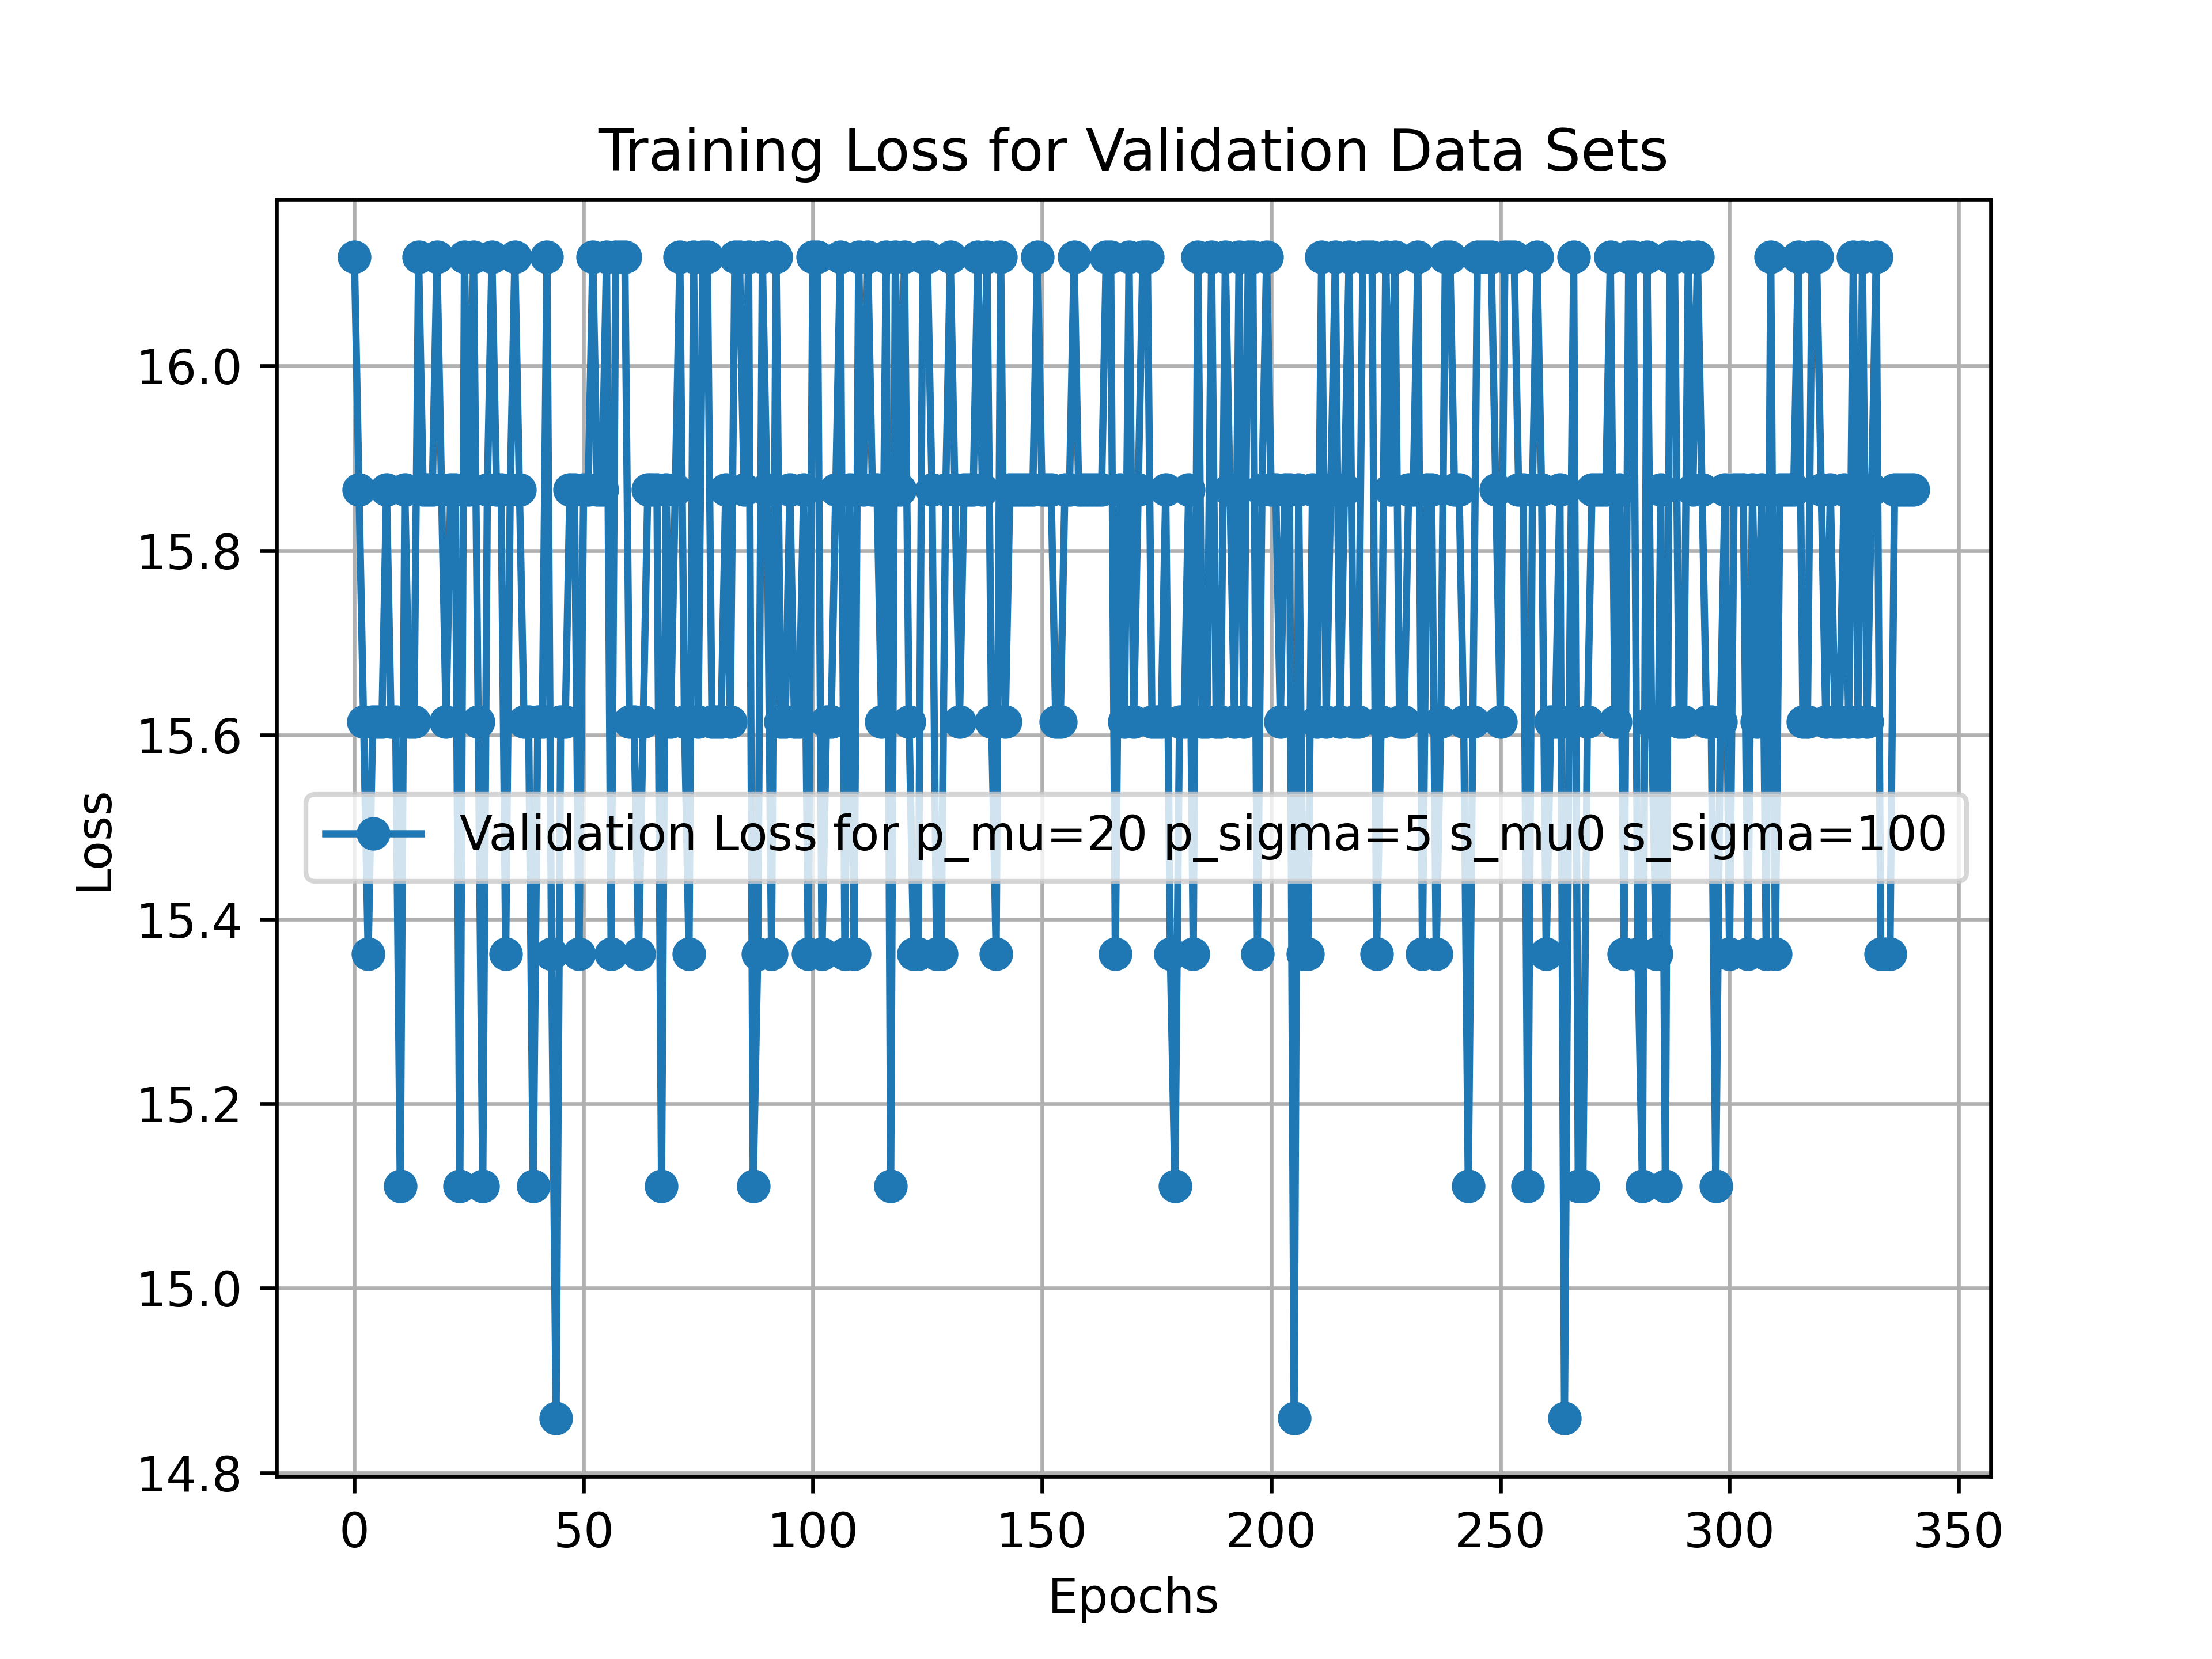 Training Loss for Validation Data Sets
Loss
16.0
15.8
15.6
15.4
15.2
15.0
14.8
Validation Loss for p_mu=20 p_sigma=5 s_mu0 s_sigma=100
0 50 100 150 200 250 300 350
Epochs